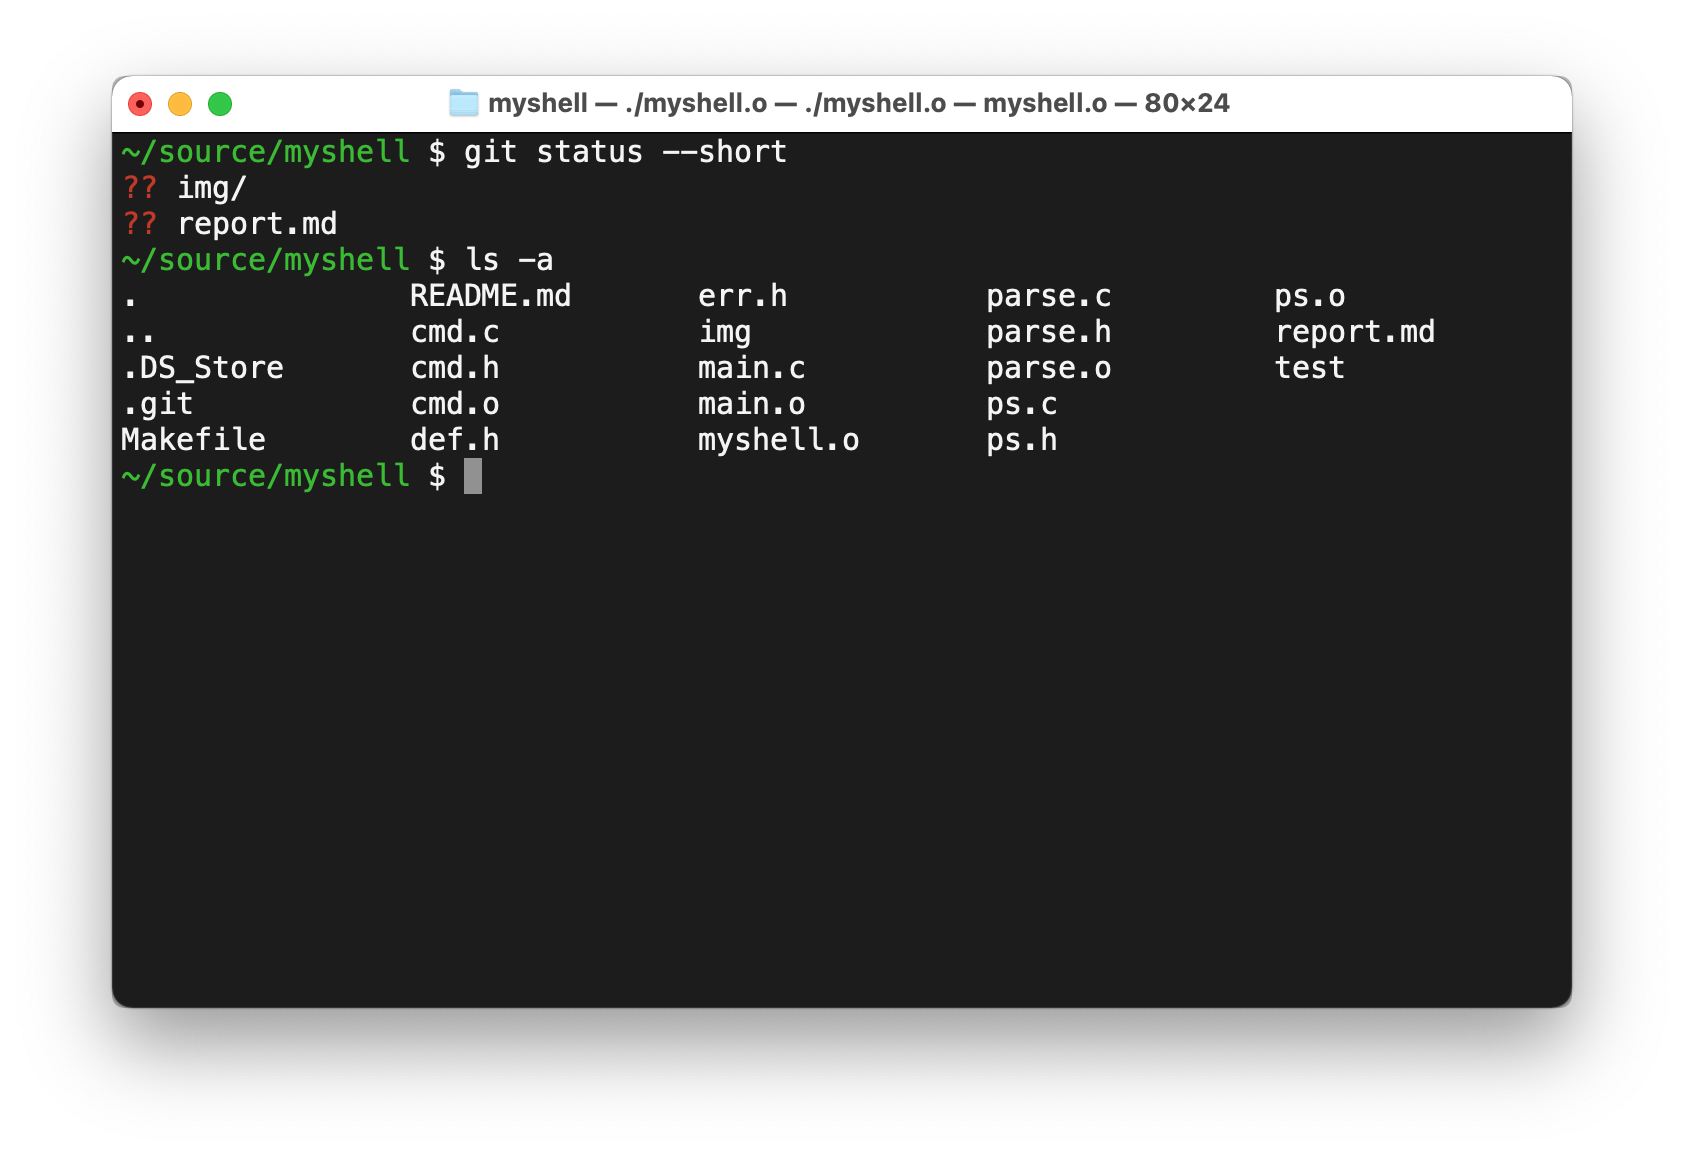 myshell — ./myshell.o — ./myshell.o — myshell.o — 80×24
~/source/myshell $ git status --short
?? img/
?? report.md
~/source/myshell $ ls -a
. README.md err.h parse.c ps.o
.. cmd.c img parse.h report.md
.DS_Store cmd.h main.c parse.o test
.git cmd.o main.o ps.c
Makefile def.h myshell.o ps.h
~/source/myshell $